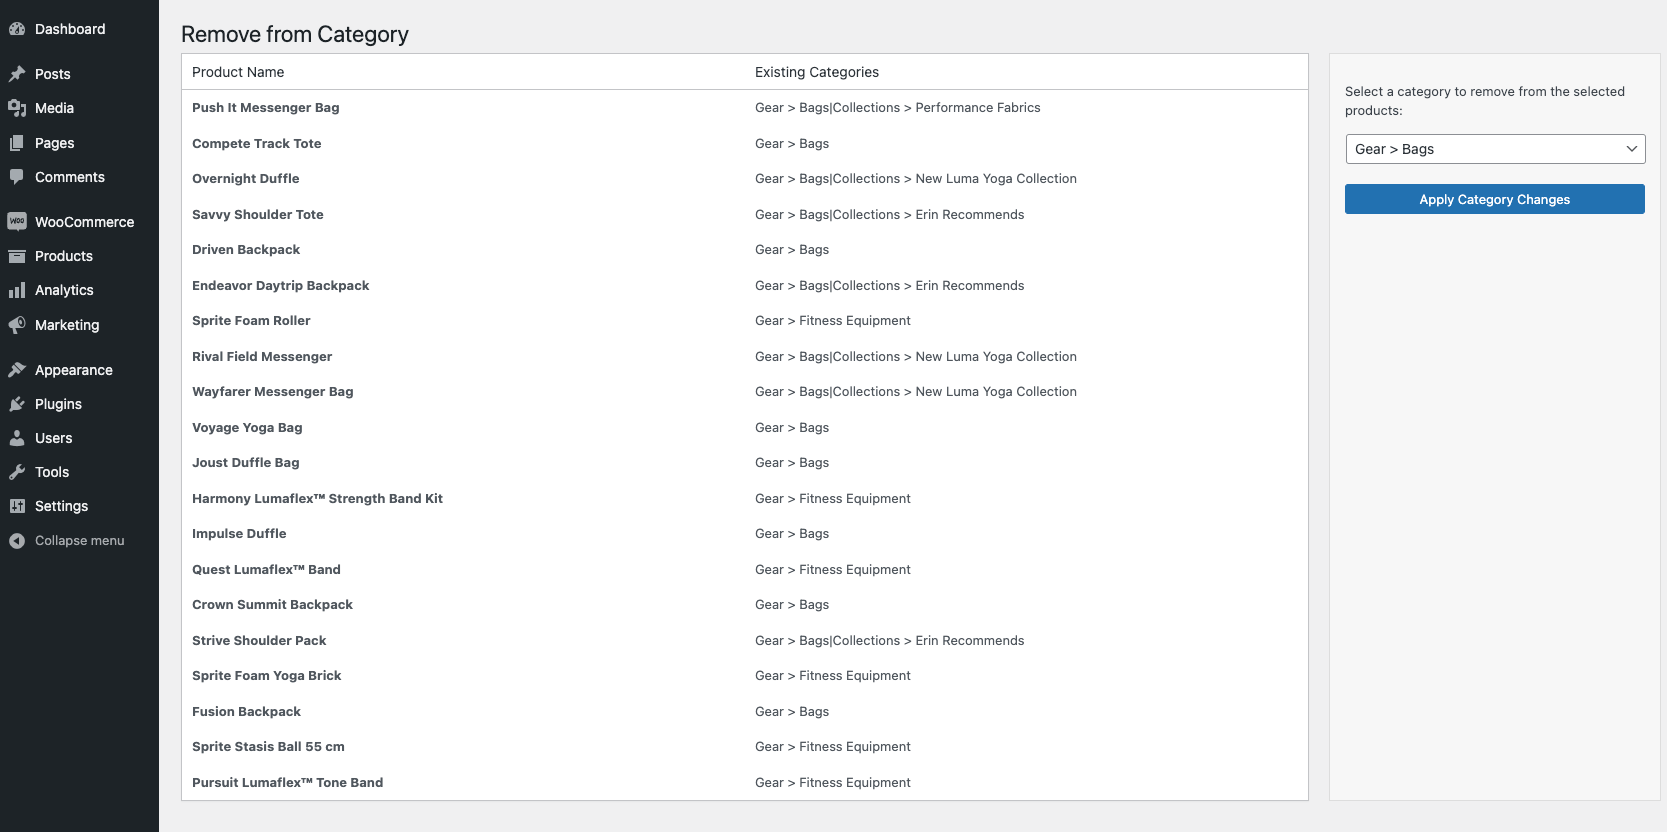 Dashboard
Posts
Media
Pages
Comments
Woo
WooCommerce
Products
Analytics
Marketing
Appearance
Plugins
Users
Tools
Settings
Collapse menu
Remove from Category
Product Name Existing Categories
Push It Messenger Bag Gear > Bags|Collections > Performance Fabrics
Compete Track Tote Gear > Bags
Overnight Duffle Gear > Bags|Collections > New Luma Yoga Collection
Savvy Shoulder Tote Gear > Bags|Collections > Erin Recommends
Driven Backpack Gear > Bags
Endeavor Daytrip Backpack Gear > Bags|Collections > Erin Recommends
Sprite Foam Roller Gear > Fitness Equipment
Rival Field Messenger Gear > Bags|Collections > New Luma Yoga Collection
Wayfarer Messenger Bag Gear > Bags|Collections > New Luma Yoga Collection
Voyage Yoga Bag Gear > Bags
Joust Duffle Bag Gear > Bags
Harmony Lumaflex™ Strength Band Kit Gear > Fitness Equipment
Impulse Duffle Gear > Bags
Quest Lumaflex™ Band Gear > Fitness Equipment
Crown Summit Backpack Gear > Bags
Strive Shoulder Pack Gear > Bags|Collections > Erin Recommends
Sprite Foam Yoga Brick Gear > Fitness Equipment
Fusion Backpack Gear > Bags
Sprite Stasis Ball 55 cm Gear > Fitness Equipment
Pursuit Lumaflex™ Tone Band Gear > Fitness Equipment
Select a category to remove from the selected
products:
Gear > Bags
Apply Category Changes